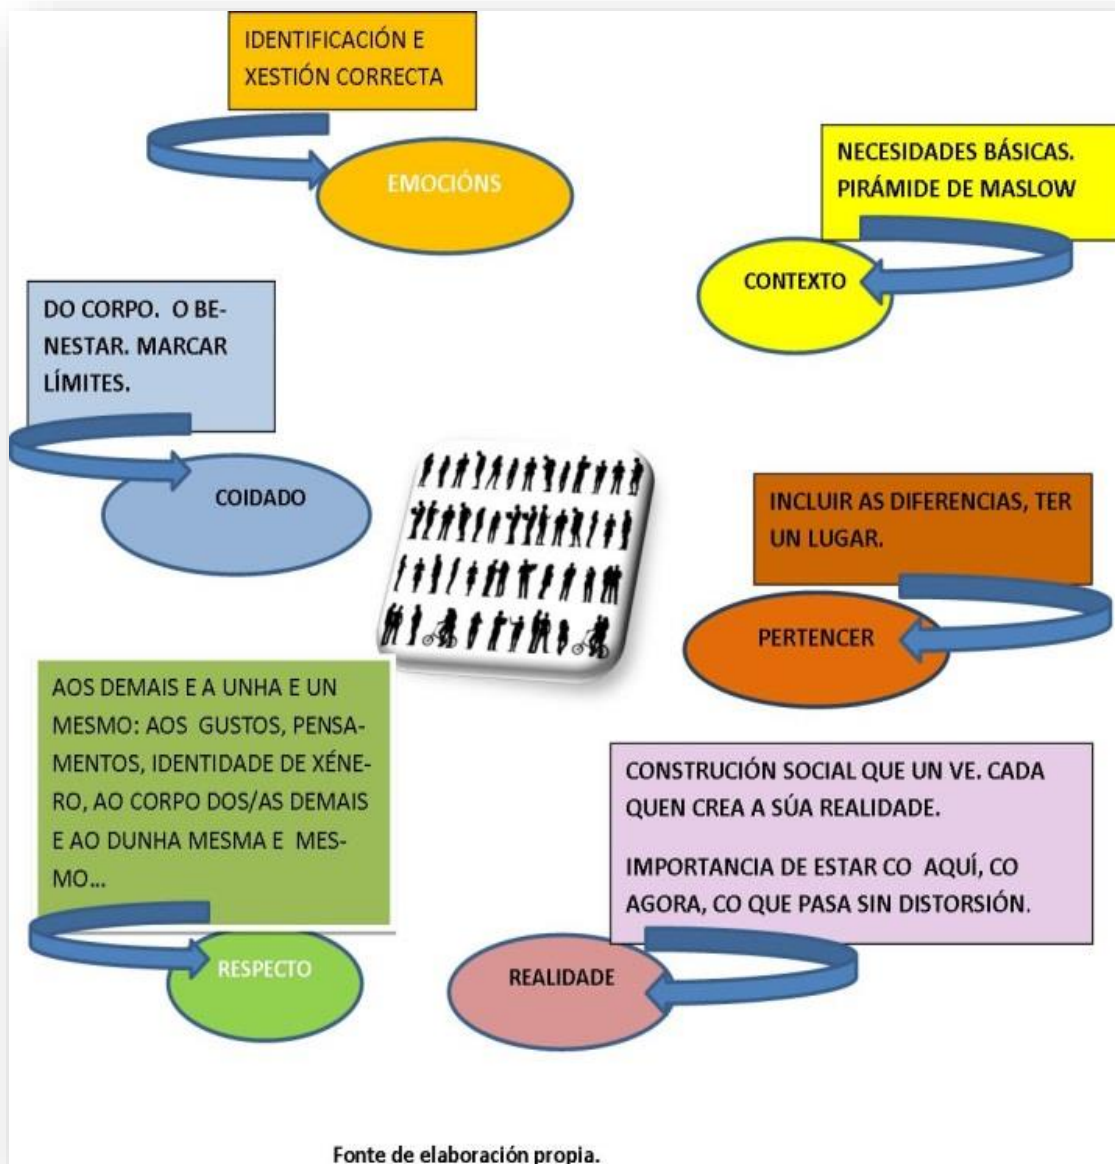 IDENTIFICACIÓN E
XESTIÓN CORRECTA
EMOCIÓNS
NECESIDADES BÁSICAS.
PIRÁMIDE DE MASLOW
CONTEXTO
DO CORPO. O BE-
NESTAR. MARCAR
LÍMITES.
COIDADO
INCLUIR AS DIFERENCIAS, TER
UN LUGAR.
PERTENCER
AOS DEMAIS E A UNHA E UN
MESMO: AOS GUSTOS, PENSA-
MENTOS, IDENTIDADE DE XÉNE-
RO, AO CORPO DOS/AS DEMAIS
E AO DUNHA MESMA E MES-
MO...
RESPECTO
CONSTRUCIÓN SOCIAL QUE UN VE. CADA
QUEN CREA A SÚA REALIDADE.
IMPORTANCIA DE ESTAR CO AQUÍ, CO
AGORA, CO QUE PASA SIN DISTORSIÓN.
REALIDADE
Fonte de elaboración propia.